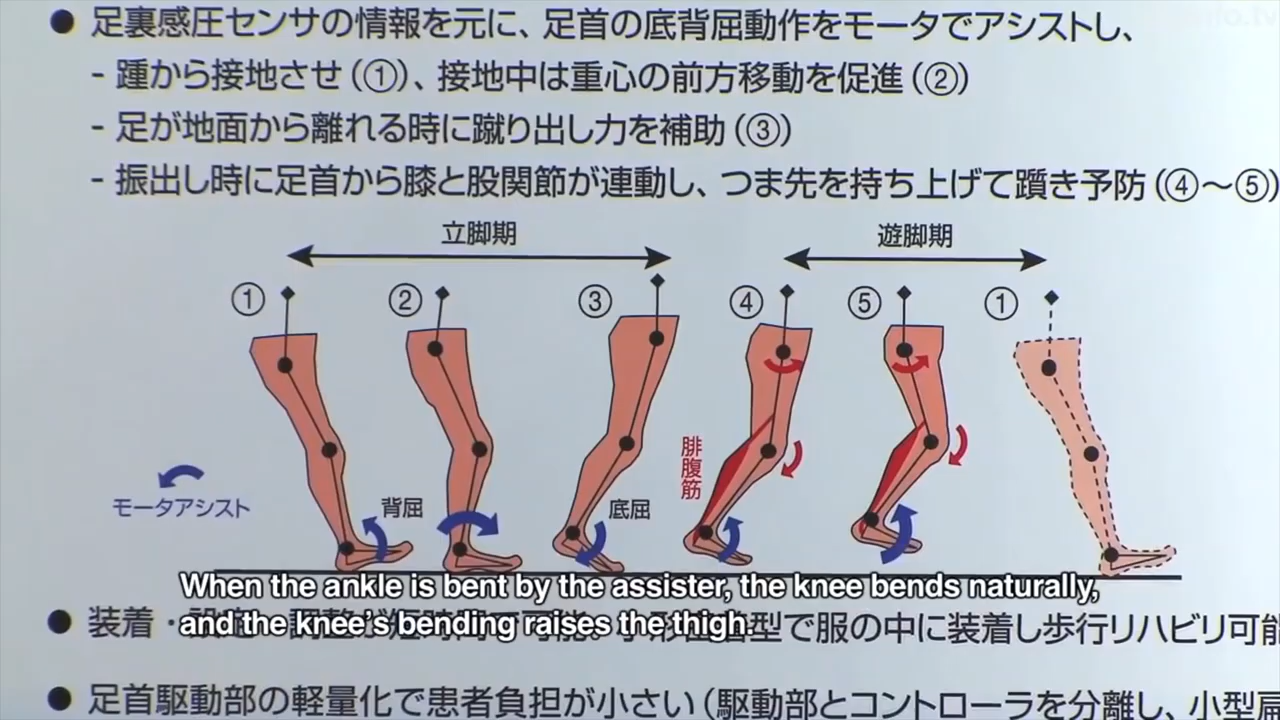 ● 足裏感圧センサの情報を元に、足首の底背屈動作をモータでアシストし、
- 踵から接地させ（①）、接地中は重心の前方移動を促進（②）
- 足が地面から離れる時に蹴り出し力を補助（③）
- 振出し時に足首から膝と股関節が連動し、つま先を持ち上げて躓き予防（④～⑤）
立脚期 遊脚期
① ② ③ ④ ⑤ ①
腓腹筋
モータアシスト 背屈 底屈
When the ankle is bent by the assister, the knee bends naturally,
and the knee's bending raises the thigh.
● 装着・ 型で服の中に装着し歩行リハビリ可能
● 足首駆動部の軽量化で患者負担が小さい（駆動部とコントローラを分離し、小型扁